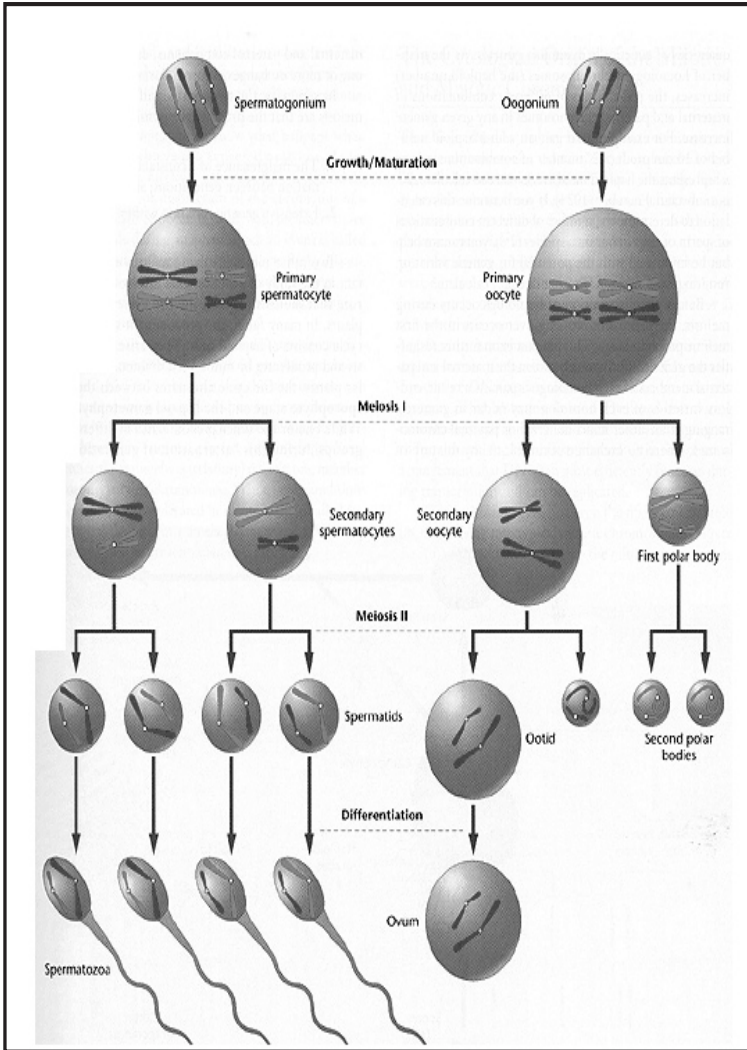 Spermatogonium
Oogonium
Growth/Maturation
Primary
spermatocyte
Primary
oocyte
Meiosis I
Secondary
spermatocytes
Secondary
oocyte
First polar body
Meiosis II
Spermatids
Ootid
Second polar
bodies
Differentiation
Ovum
Spermatozoa